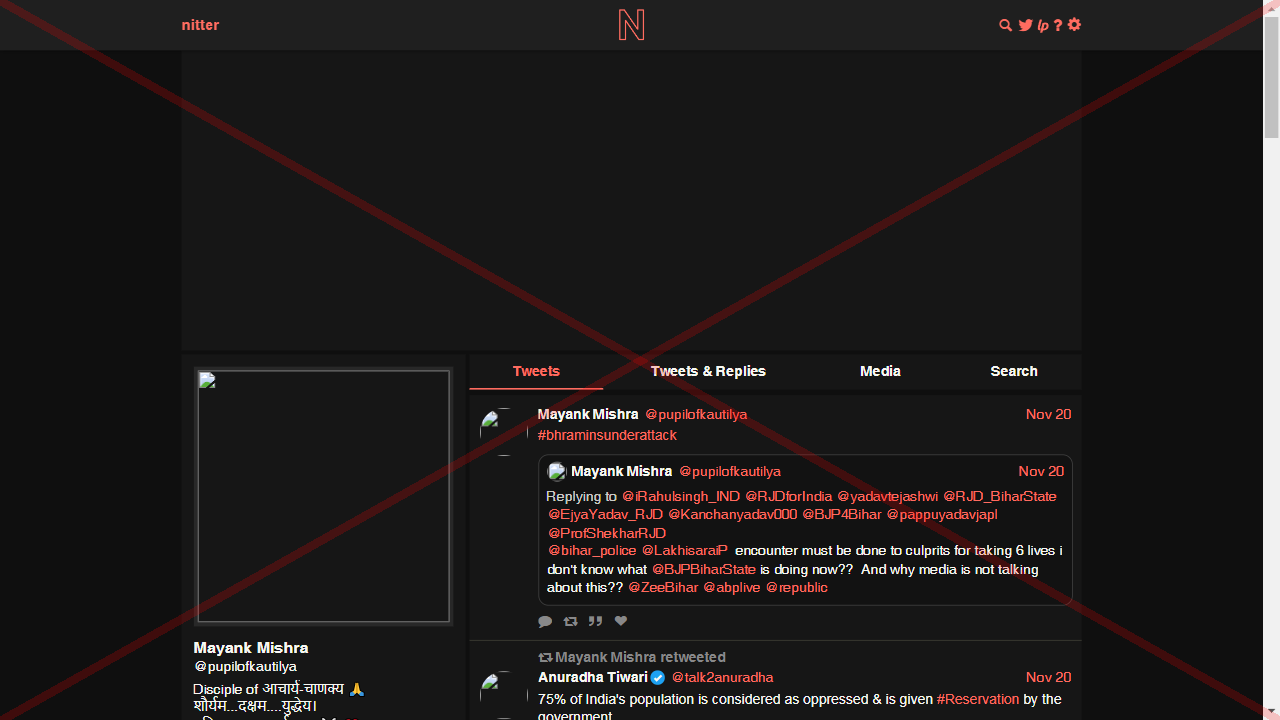 nitter
N
lp ?
Tweets
Tweets & Replies
Media
Search
Mayank Mishra @pupilofkautilya Nov 20
#bhraminsunderattack
Mayank Mishra @pupilofkautilya Nov 20
Replying to @iRahulsingh_IND @RJDforIndia @yadavtejashwi @RJD_BiharState
@EjyaYadav_RJD @Kanchanyadav000 @BJP4Bihar @pappuyadavjapl
@ProfShekharRJD
@bihar_police @LakhisaraiP encounter must be done to culprits for taking 6 lives i
don't know what @BJPBiharState is doing now?? And why media is not talking
about this?? @ZeeBihar @abplive @republic
Mayank Mishra retweeted
Anuradha Tiwari @talk2anuradha Nov 20
75% of India's population is considered as oppressed & is given #Reservation by the
government
Mayank Mishra
@pupilofkautilya
Disciple of आचार्य-चाणक्य 🙏
शौर्यम...दक्षम....युद्धेय।